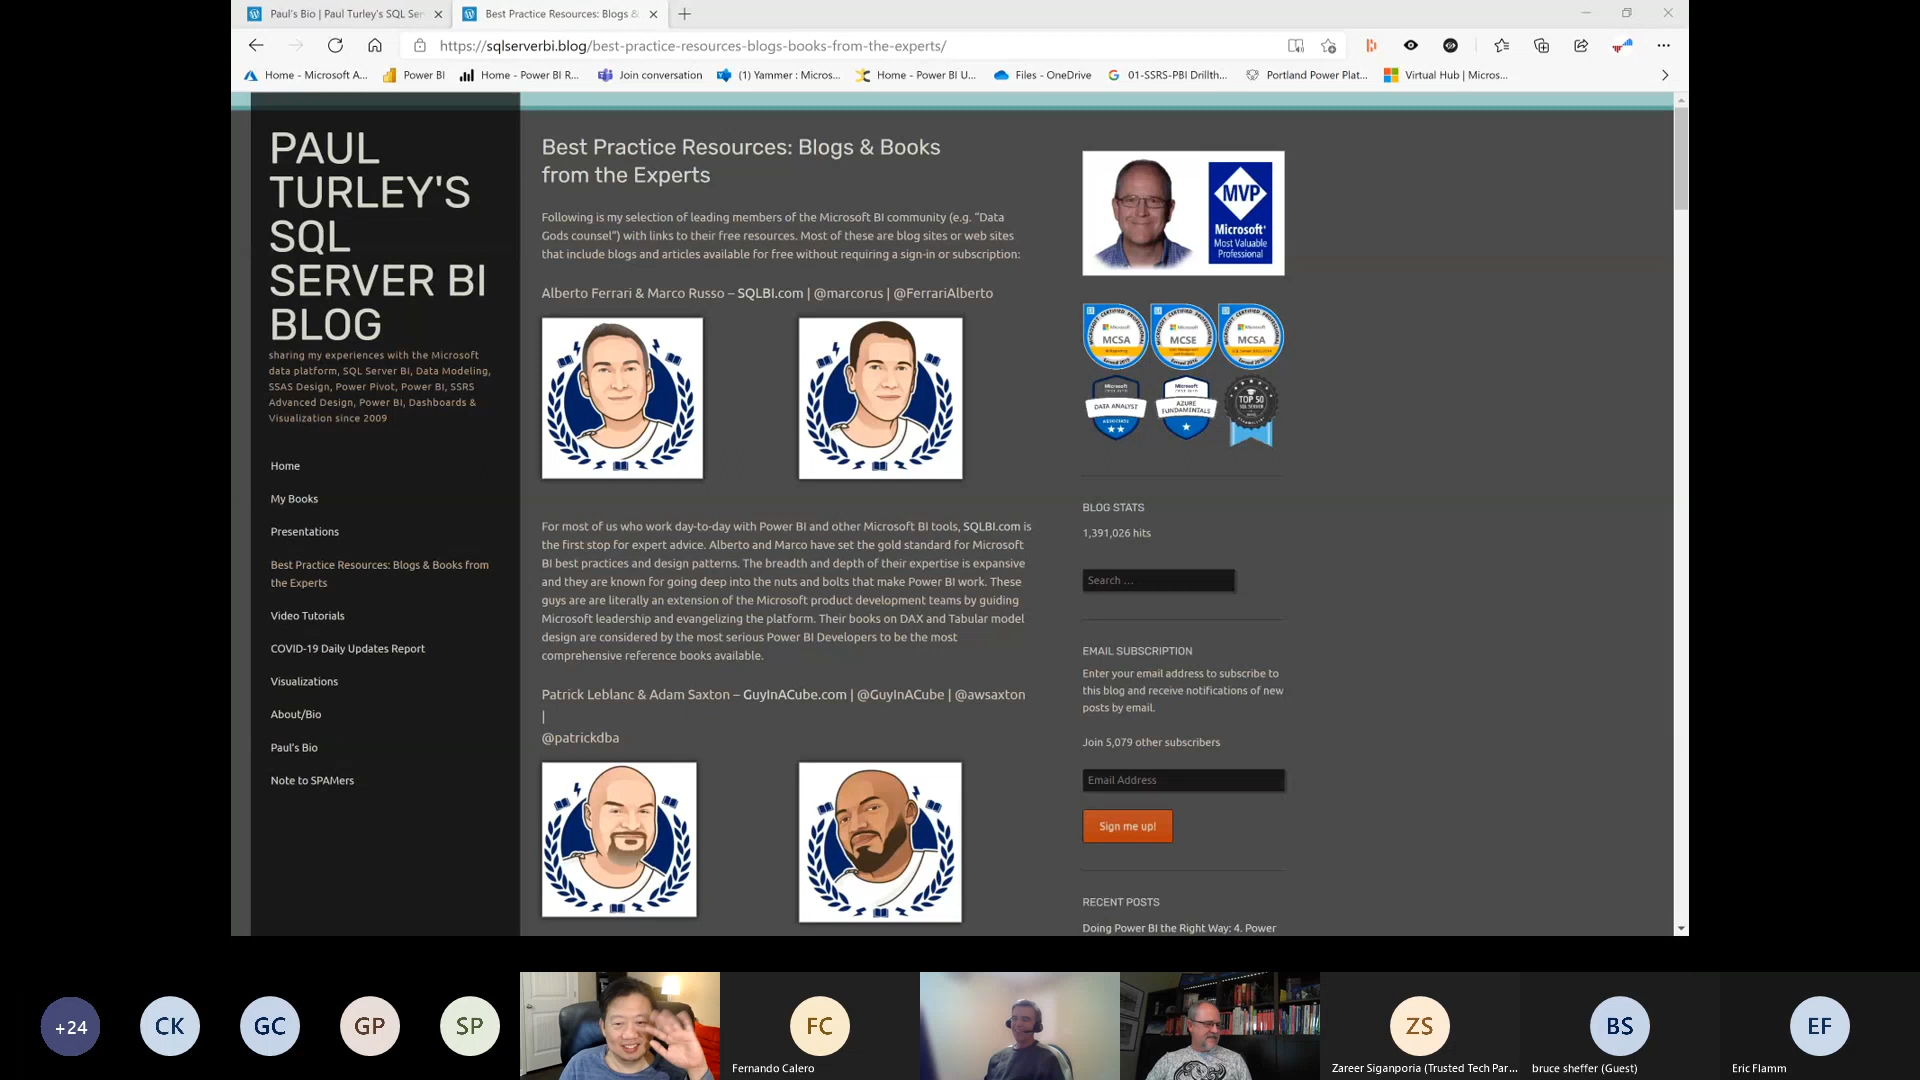 Paul's Bio | Paul Turley's SQL Ser
Best Practice Resources: Blogs &
https://sqlserverbi.blog/best-practice-resources-blogs-books-from-the-experts/
Home - Microsoft A...
Power BI
Home - Power BI R...
Join conversation
(1) Yammer : Micros...
Home - Power BI U...
Files - OneDrive
01-SSRS-PBI Drillth...
Portland Power Plat...
Virtual Hub | Micros...
PAUL
TURLEY'S
SQL
SERVER BI
BLOG
sharing my experiences with the Microsoft
data platform, SQL Server BI, Data Modeling,
SSAS Design, Power Pivot, Power BI, SSRS
Advanced Design, Power BI, Dashboards &
Visualization since 2009
Home
My Books
Presentations
Best Practice Resources: Blogs & Books from
the Experts
Video Tutorials
COVID-19 Daily Updates Report
Visualizations
About/Bio
Paul's Bio
Note to SPAMers
Best Practice Resources: Blogs & Books
from the Experts
Following is my selection of leading members of the Microsoft BI community (e.g. “Data
Gods counsel”) with links to their free resources. Most of these are blog sites or web sites
that include blogs and articles available for free without requiring a sign-in or subscription:
Alberto Ferrari & Marco Russo – SQLBI.com | @marcorus | @FerrariAlberto
For most of us who work day-to-day with Power BI and other Microsoft BI tools, SQLBI.com is
the first stop for expert advice. Alberto and Marco have set the gold standard for Microsoft
BI best practices and design patterns. The breadth and depth of their expertise is expansive
and they are known for going deep into the nuts and bolts that make Power BI work. These
guys are are literally an extension of the Microsoft product development teams by guiding
Microsoft leadership and evangelizing the platform. Their books on DAX and Tabular model
design are considered by the most serious Power BI Developers to be the most
comprehensive reference books available.
Patrick Leblanc & Adam Saxton – GuyInACube.com | @GuyInACube | @awsaxton
|
@patrickdba
MVP
Microsoft
Most Valuable
Professional
Microsoft
MCSA
Microsoft
MCSE
Microsoft
MCSA
Microsoft
DATA ANALYST
ASSOCIATE
Microsoft
AZURE
FUNDAMENTALS
TOP 50
BLOG STATS
1,391,026 hits
Search …
EMAIL SUBSCRIPTION
Enter your email address to subscribe to
this blog and receive notifications of new
posts by email.
Join 5,079 other subscribers
Email Address
Sign me up!
RECENT POSTS
Doing Power BI the Right Way: 4. Power
+24
CK
GC
GP
SP
FC
Fernando Calero
ZS
Zareer Siganporia (Trusted Tech Par...
BS
bruce sheffer (Guest)
EF
Eric Flamm